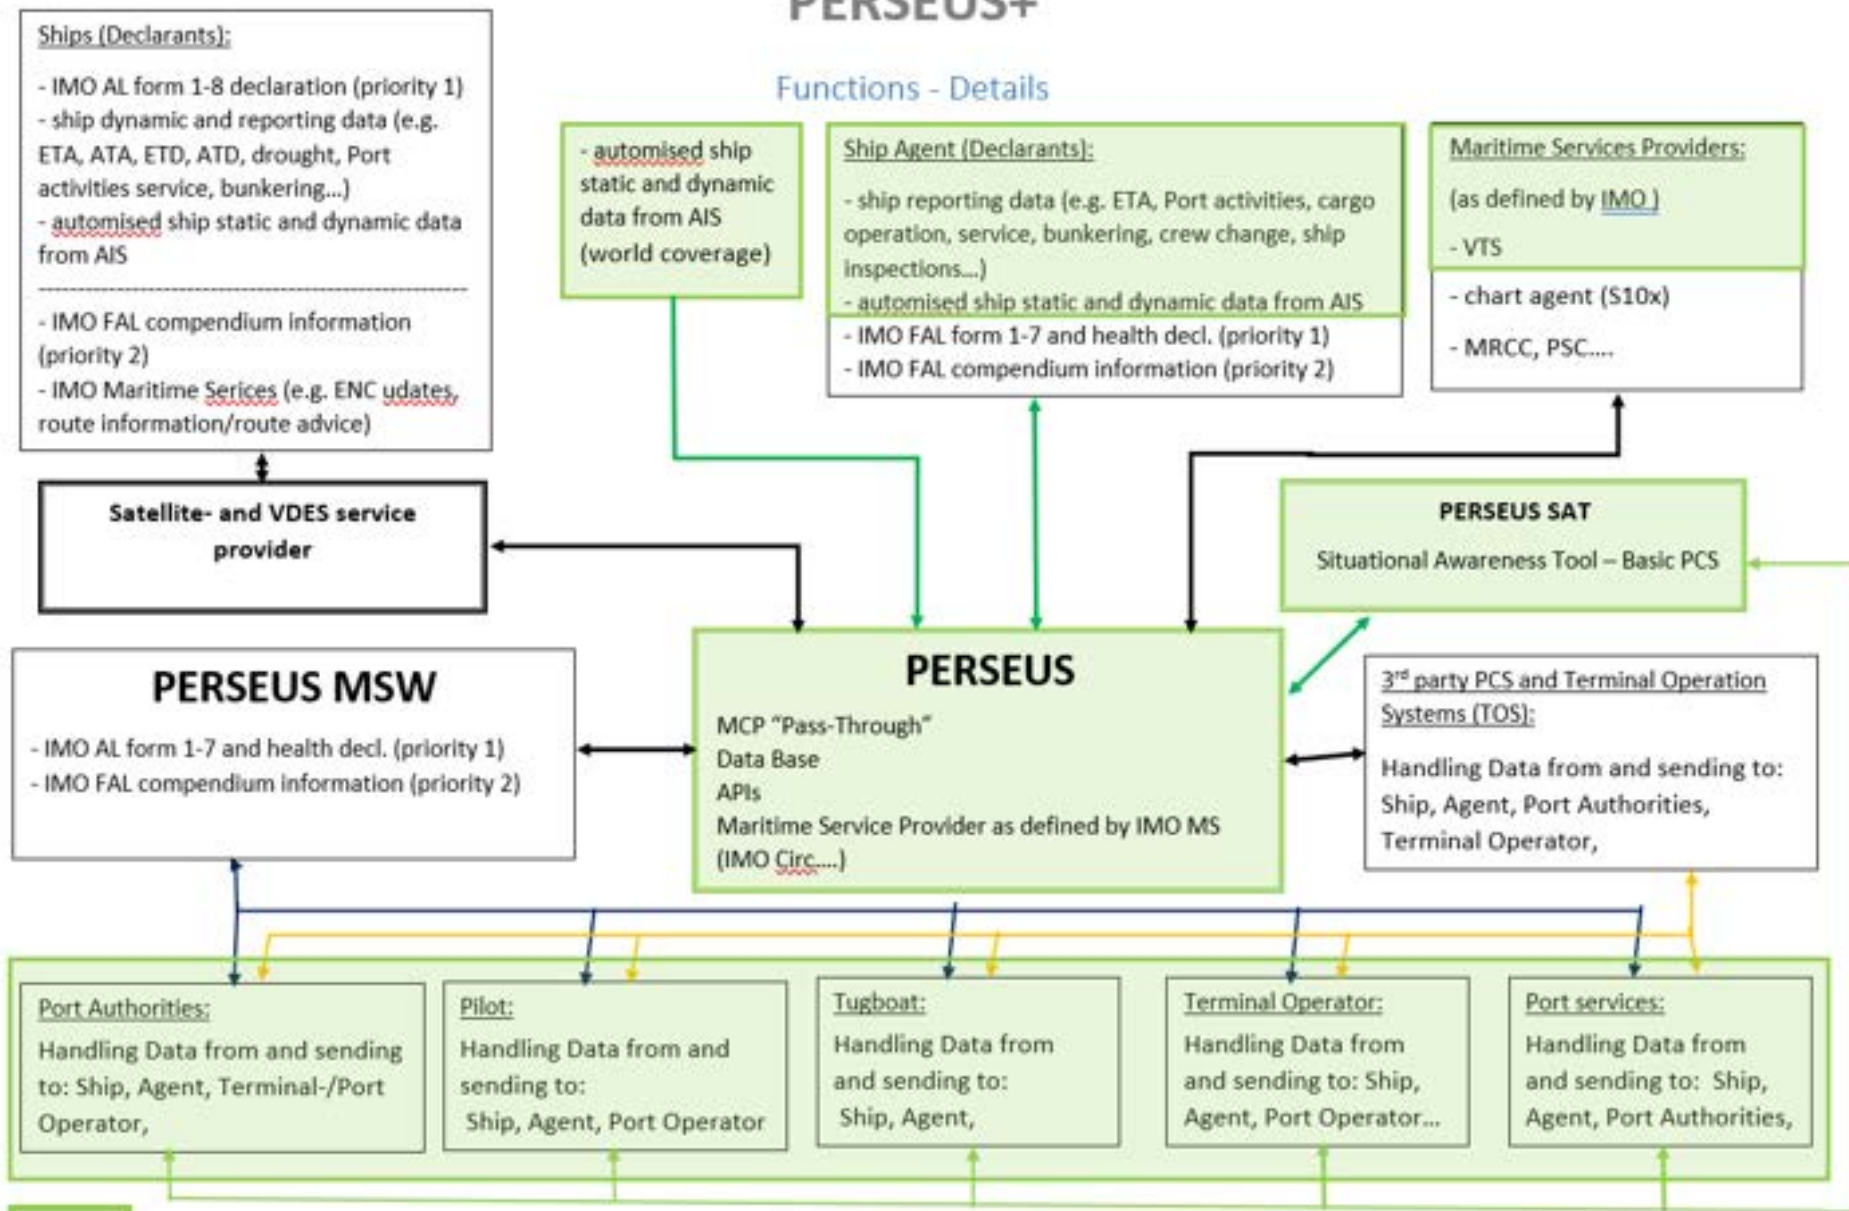 PERSEUS+
Functions - Details
Ships (Declarants):
- IMO AL form 1-8 declaration (priority 1)
- ship dynamic and reporting data (e.g.
ETA, ATA, ETD, ATD, drought, Port
activities service, bunkering...)
- automised ship static and dynamic data
from AIS
- IMO FAL compendium information
(priority 2)
- IMO Maritime Serices (e.g. ENC udates,
route information/route advice)
- automised ship
static and dynamic
data from AIS
(world coverage)
Ship Agent (Declarants):
- ship reporting data (e.g. ETA, Port activities, cargo
operation, service, bunkering, crew change, ship
inspections...)
- automised ship static and dynamic data from AIS
- IMO FAL form 1-7 and health decl. (priority 1)
- IMO FAL compendium information (priority 2)
Maritime Services Providers:
(as defined by IMO )
- VTS
- chart agent (S10x)
- MRCC, PSC....
Satellite- and VDES service
provider
PERSEUS SAT
Situational Awareness Tool – Basic PCS
PERSEUS MSW
- IMO AL form 1-7 and health decl. (priority 1)
- IMO FAL compendium information (priority 2)
PERSEUS
MCP "Pass-Through"
Data Base
APIs
Maritime Service Provider as defined by IMO MS
(IMO Circ....)
3rd party PCS and Terminal Operation
Systems (TOS):
Handling Data from and sending to:
Ship, Agent, Port Authorities,
Terminal Operator,
Port Authorities:
Handling Data from and sending
to: Ship, Agent, Terminal-/Port
Operator,
Pilot:
Handling Data from and
sending to:
Ship, Agent, Port Operator
Tugboat:
Handling Data from
and sending to:
Ship, Agent,
Terminal Operator:
Handling Data from
and sending to: Ship,
Agent, Port Operator...
Port services:
Handling Data from
and sending to: Ship,
Agent, Port Authorities,